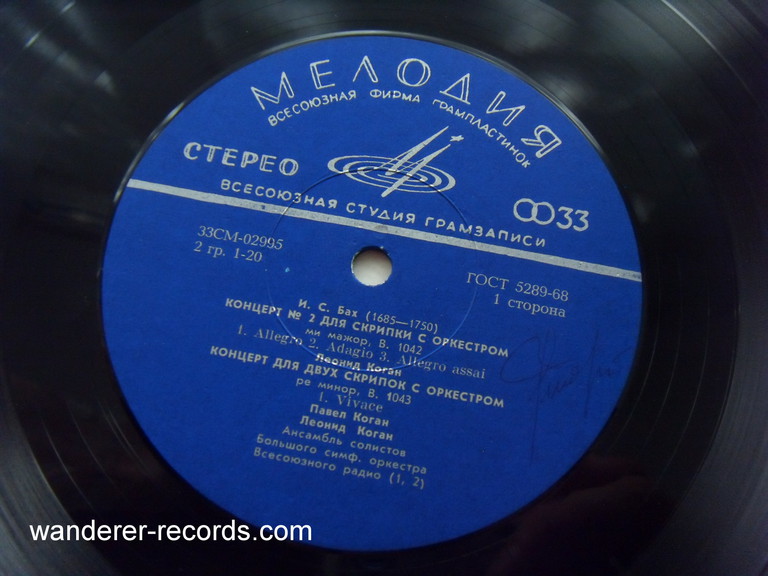 МЕЛОДИЯ
ВСЕСОЮЗНАЯ ФИРМА ГРАМПЛАСТИНОК
СТЕРЕО
33
ВСЕСОЮЗНАЯ СТУДИЯ ГРАМЗАПИСИ
33СМ-02995
2 гр. 1-20
ГОСТ 5289-68
1 сторона
И. С. Бах (1685—1750)
КОНЦЕРТ № 2 ДЛЯ СКРИПКИ С ОРКЕСТРОМ
ми мажор, В. 1042
1. Allegro 2. Adagio 3. Allegro assai
Леонид Коган
КОНЦЕРТ ДЛЯ ДВУХ СКРИПОК С ОРКЕСТРОМ
ре минор, В. 1043
1. Vivace
Павел Коган
Леонид Коган
Ансамбль солистов
Большого симф. оркестра
Всесоюзного радио (1, 2)
wanderer-records.com